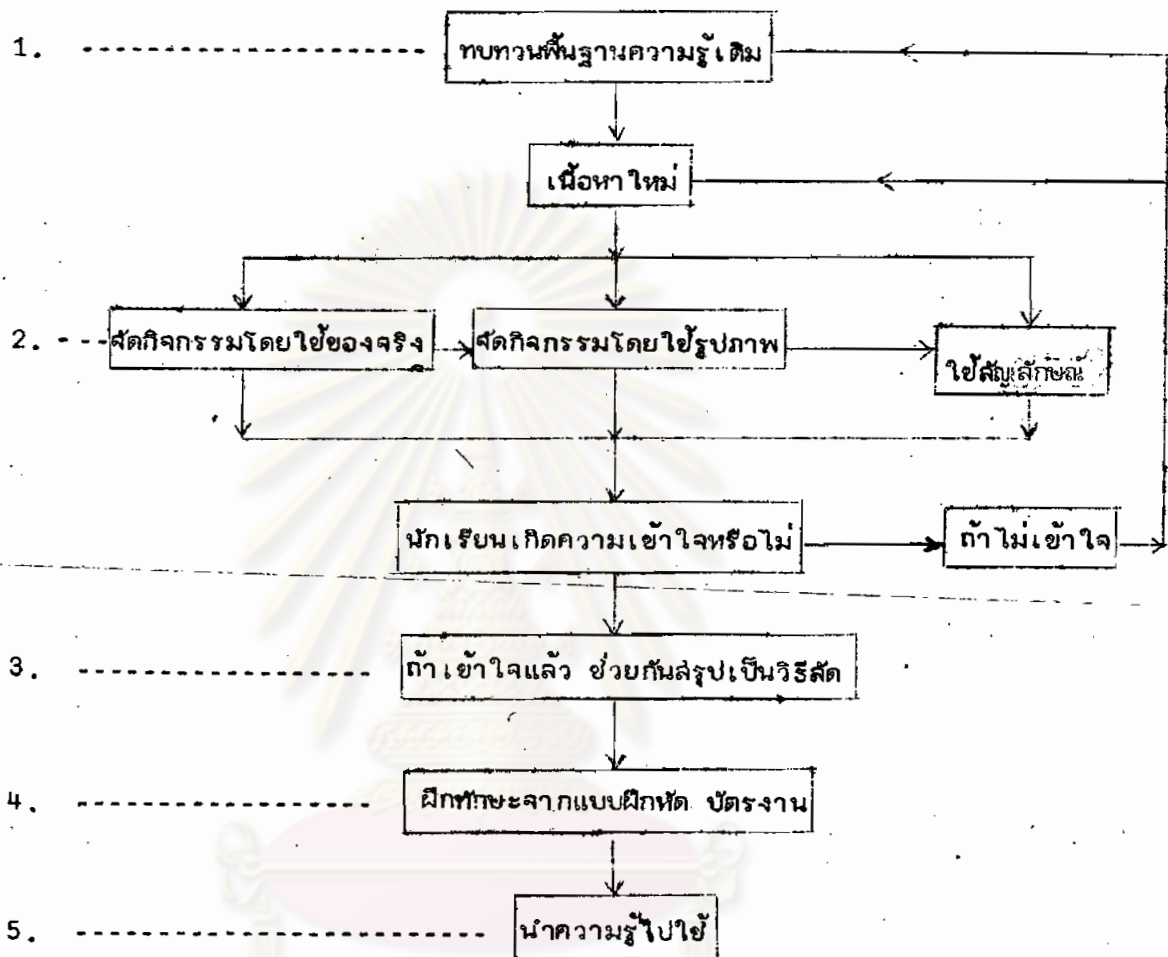 1. ทบทวนพื้นฐานความรู้เดิม
เนื้อหาใหม่
2. จัดกิจกรรมโดยใช้ของจริง จัดกิจกรรมโดยใช้รูปภาพ ใช้สัญลักษณ์
นักเรียนเกิดความเข้าใจหรือไม่ ถ้าไม่เข้าใจ
3. ถ้าเข้าใจแล้ว ช่วยกันสรุปเป็นวิธีลัด
4. ฝึกทักษะจากแบบฝึกหัด บัตรงาน
5. นำความรู้ไปใช้